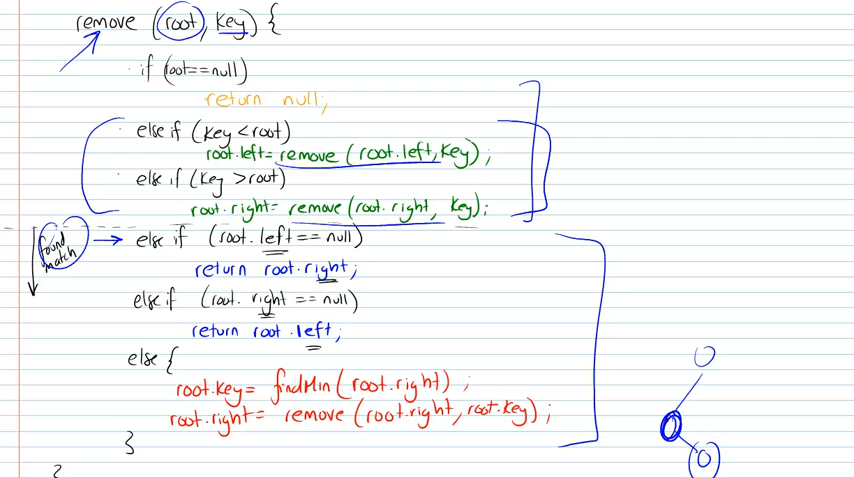 remove (root, key) {
if (root==null)
return null;
else if (key<root)
root.left= remove (root.left, key) ;
else if (key >root)
root.right= remove (root.right, key);
found match
else if (root. left == null)
return root.right;
else if (root. right == null)
return root .left;
else {
root.key= findMin (root.right) ;
root.right= remove (root.right, root.key) ;
}